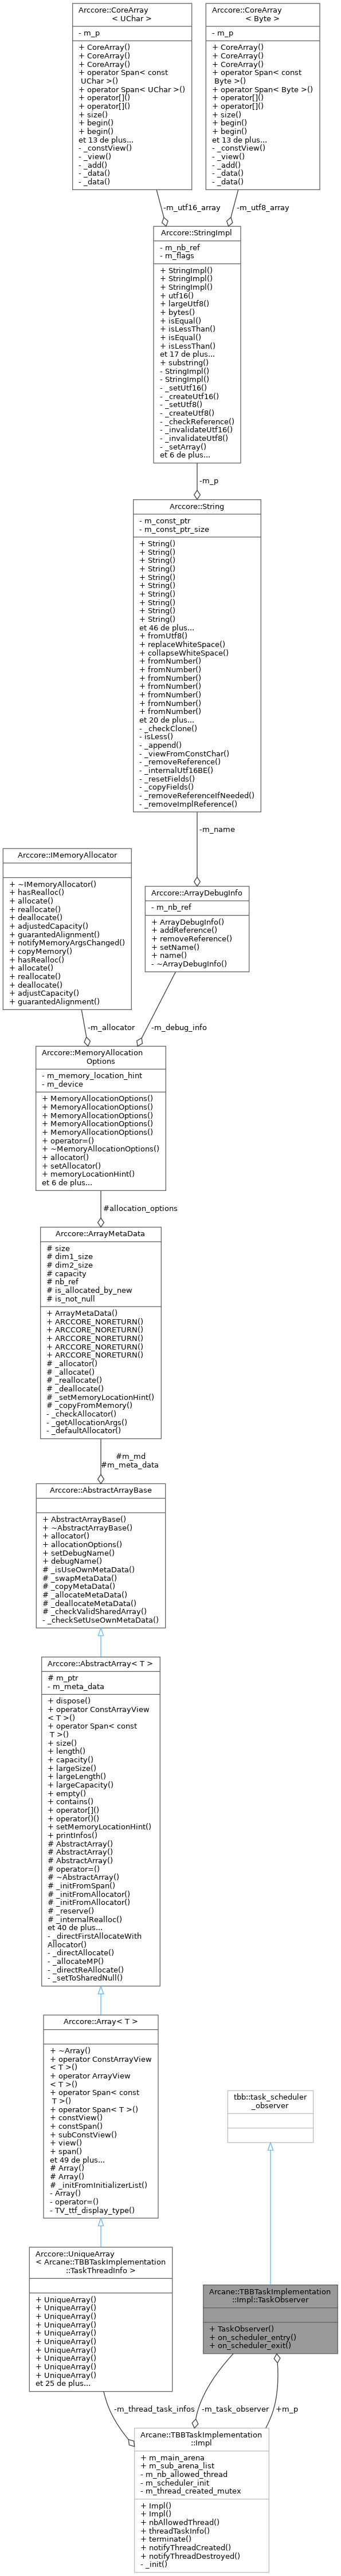 Arccore::CoreArray
< UChar >
- m_p
+ CoreArray()
+ CoreArray()
+ CoreArray()
+ operator Span< const
UChar >()
+ operator Span< UChar >()
+ operator[]()
+ operator[]()
+ size()
+ begin()
+ begin()
et 13 de plus...
- _constView()
- _view()
- _add()
- _data()
- _data()
Arccore::CoreArray
< Byte >
- m_p
+ CoreArray()
+ CoreArray()
+ CoreArray()
+ operator Span< const
Byte >()
+ operator Span< Byte >()
+ operator[]()
+ operator[]()
+ size()
+ begin()
+ begin()
et 13 de plus...
- _constView()
- _view()
- _add()
- _data()
- _data()
-m_utf16_array
-m_utf8_array
Arccore::StringImpl
- m_nb_ref
- m_flags
+ StringImpl()
+ StringImpl()
+ StringImpl()
+ utf16()
+ largeUtf8()
+ bytes()
+ isEqual()
+ isLessThan()
+ isEqual()
+ isLessThan()
et 17 de plus...
+ substring()
- StringImpl()
- StringImpl()
- _setUtf16()
- _createUtf16()
- _setUtf8()
- _createUtf8()
- _checkReference()
- _invalidateUtf16()
- _invalidateUtf8()
- _setArray()
et 6 de plus...
-m_p
Arccore::String
- m_const_ptr
- m_const_ptr_size
+ String()
+ String()
+ String()
+ String()
+ String()
+ String()
+ String()
+ String()
+ String()
+ String()
et 46 de plus...
+ fromUtf8()
+ replaceWhiteSpace()
+ collapseWhiteSpace()
+ fromNumber()
+ fromNumber()
+ fromNumber()
+ fromNumber()
+ fromNumber()
+ fromNumber()
+ fromNumber()
et 20 de plus...
- _checkClone()
- isLess()
- _append()
- _viewFromConstChar()
- _removeReference()
- _internalUtf16BE()
- _resetFields()
- _copyFields()
- _removeReferenceIfNeeded()
- _removeImplReference()
-m_name
Arccore::IMemoryAllocator
+ ~IMemoryAllocator()
+ hasRealloc()
+ allocate()
+ reallocate()
+ deallocate()
+ adjustedCapacity()
+ guarantedAlignment()
+ notifyMemoryArgsChanged()
+ copyMemory()
+ hasRealloc()
+ allocate()
+ reallocate()
+ deallocate()
+ adjustCapacity()
+ guarantedAlignment()
Arccore::ArrayDebugInfo
- m_nb_ref
+ ArrayDebugInfo()
+ addReference()
+ removeReference()
+ setName()
+ name()
- ~ArrayDebugInfo()
-m_allocator
-m_debug_info
Arccore::MemoryAllocation
Options
- m_memory_location_hint
- m_device
+ MemoryAllocationOptions()
+ MemoryAllocationOptions()
+ MemoryAllocationOptions()
+ MemoryAllocationOptions()
+ MemoryAllocationOptions()
+ operator=()
+ ~MemoryAllocationOptions()
+ allocator()
+ setAllocator()
+ memoryLocationHint()
et 6 de plus...
#allocation_options
Arccore::ArrayMetaData
# size
# dim1_size
# dim2_size
# capacity
# nb_ref
# is_allocated_by_new
# is_not_null
+ ArrayMetaData()
+ ARCCORE_NORETURN()
+ ARCCORE_NORETURN()
+ ARCCORE_NORETURN()
+ ARCCORE_NORETURN()
+ ARCCORE_NORETURN()
# _allocator()
# _allocate()
# _reallocate()
# _deallocate()
# _setMemoryLocationHint()
# _copyFromMemory()
- _checkAllocator()
- _getAllocationArgs()
- _defaultAllocator()
#m_md
#m_meta_data
Arccore::AbstractArrayBase
+ AbstractArrayBase()
+ ~AbstractArrayBase()
+ allocator()
+ allocationOptions()
+ setDebugName()
+ debugName()
# _isUseOwnMetaData()
# _swapMetaData()
# _copyMetaData()
# _allocateMetaData()
# _deallocateMetaData()
# _checkValidSharedArray()
- _checkSetUseOwnMetaData()
Arccore::AbstractArray< T >
# m_ptr
- m_meta_data
+ dispose()
+ operator ConstArrayView
< T >()
+ operator Span< const
T >()
+ size()
+ length()
+ capacity()
+ largeSize()
+ largeLength()
+ largeCapacity()
+ empty()
+ contains()
+ operator[]()
+ operator()()
+ setMemoryLocationHint()
+ printInfos()
# AbstractArray()
# AbstractArray()
# AbstractArray()
# operator=()
# ~AbstractArray()
# _initFromSpan()
# _initFromAllocator()
# _initFromAllocator()
# _reserve()
# _internalRealloc()
et 40 de plus...
- _directFirstAllocateWith
Allocator()
- _directAllocate()
- _allocateMP()
- _directReAllocate()
- _setToSharedNull()
Arccore::Array< T >
+ ~Array()
+ operator ConstArrayView
< T >()
+ operator ArrayView
< T >()
+ operator Span< const
T >()
+ operator Span< T >()
+ constView()
+ constSpan()
+ subConstView()
+ view()
+ span()
et 49 de plus...
# Array()
# Array()
# _initFromInitializerList()
- Array()
- operator=()
- TV_ttf_display_type()
tbb::task_scheduler
_observer
Arccore::UniqueArray
< Arcane::TBBTaskImplementation
::TaskThreadInfo >
+ UniqueArray()
+ UniqueArray()
+ UniqueArray()
+ UniqueArray()
+ UniqueArray()
+ UniqueArray()
+ UniqueArray()
+ UniqueArray()
+ UniqueArray()
+ UniqueArray()
et 25 de plus...
Arcane::TBBTaskImplementation
::Impl::TaskObserver
+ TaskObserver()
+ on_scheduler_entry()
+ on_scheduler_exit()
-m_thread_task_infos
-m_task_observer
+m_p
Arcane::TBBTaskImplementation
::Impl
+ m_main_arena
+ m_sub_arena_list
- m_nb_allowed_thread
- m_scheduler_init
- m_thread_created_mutex
+ Impl()
+ Impl()
+ nbAllowedThread()
+ threadTaskInfo()
+ terminate()
+ notifyThreadCreated()
+ notifyThreadDestroyed()
- _init()